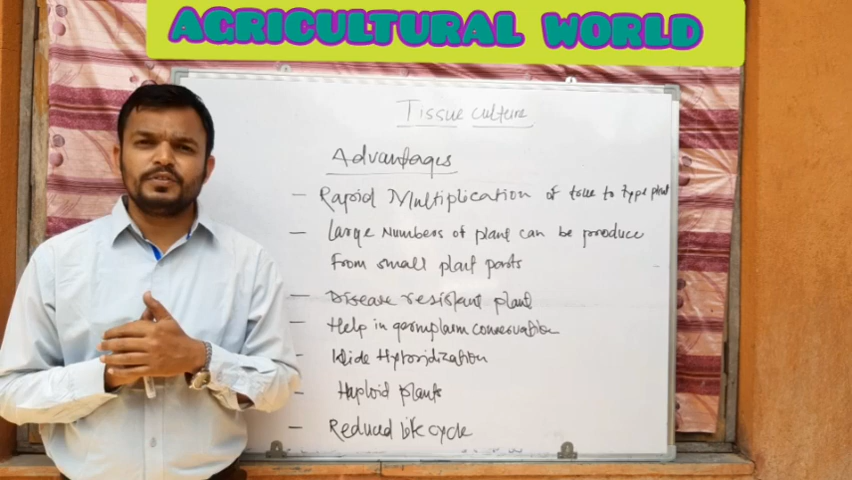 AGRICULTURAL WORLD
Tissue culture
Advantages
- Rapid Multiplication of true to type plant
- Large Numbers of plant can be produce
from small plant parts
- Disease resistant plant
- Help in germplasm conservation
- Wide Hybridization
- Haploid plants
- Reduced life cycle